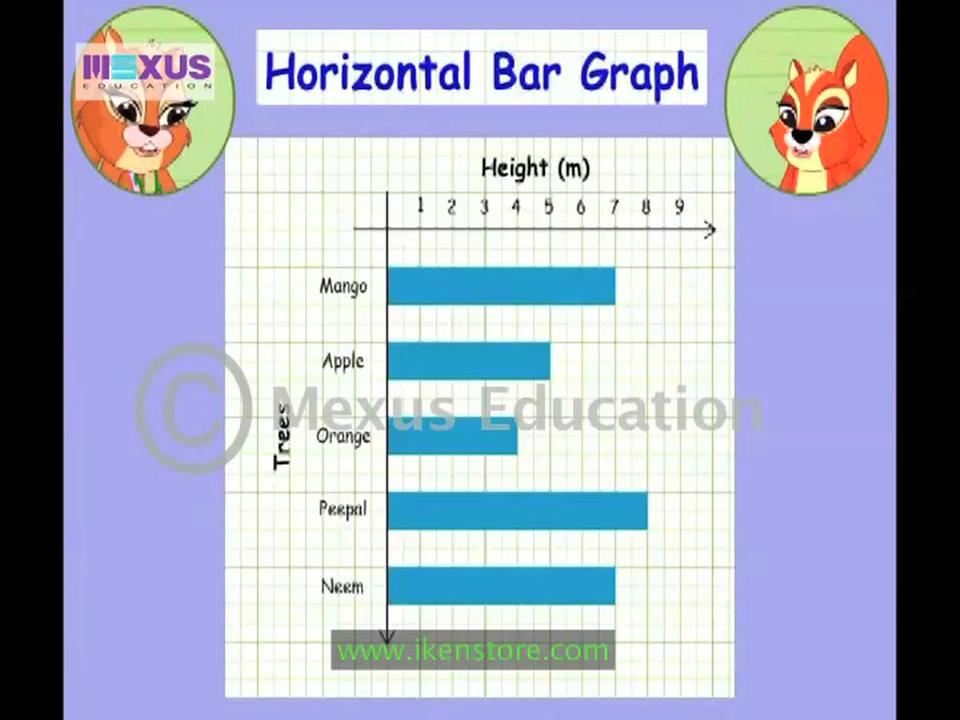 MEXUS
EDUCATION
Horizontal Bar Graph
Height (m)
1 2 3 4 5 6 7 8 9
Mango
Apple
© Mexus Education
Trees
Orange
Peepal
Neem
www.ikenstore.com